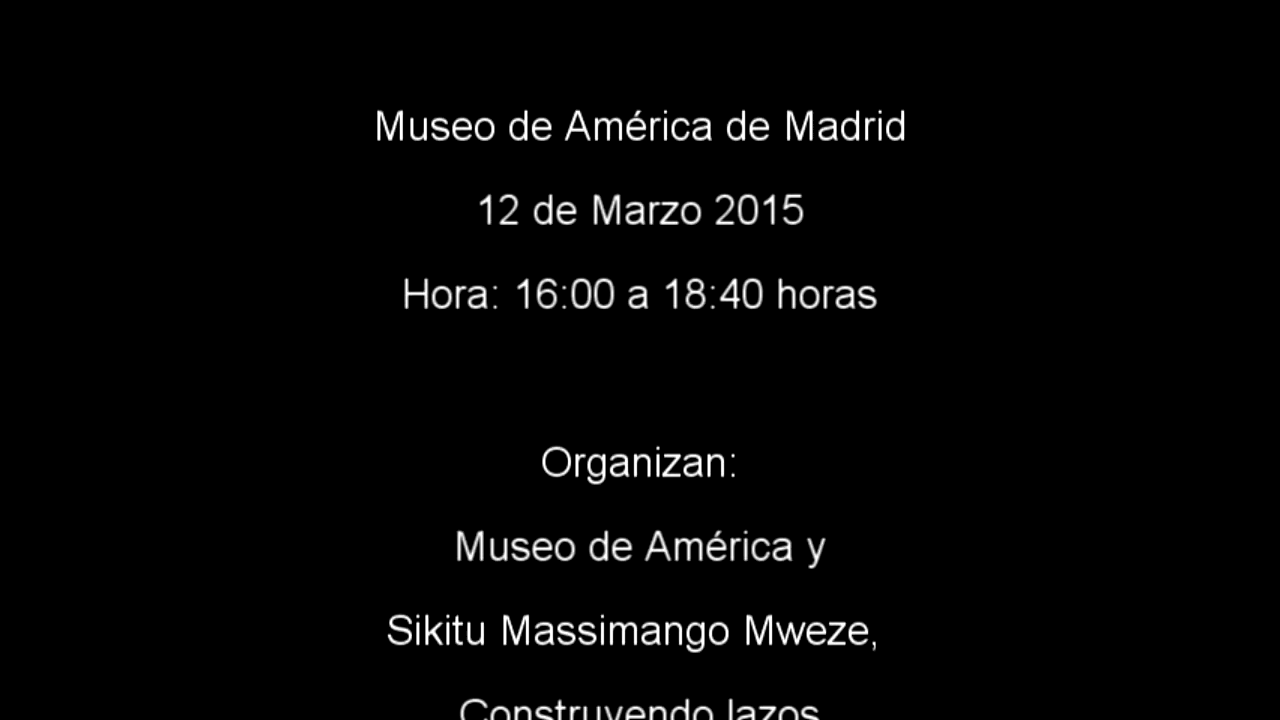 Museo de América de Madrid
12 de Marzo 2015
Hora: 16:00 a 18:40 horas
Organizan:
Museo de América y
Sikitu Massimango Mweze,
Construyendo lazos